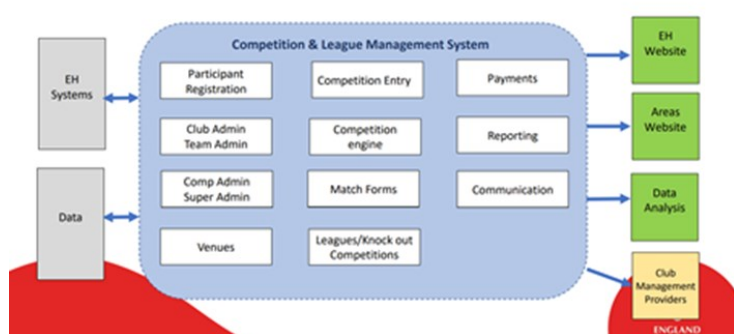 Competition & League Management System
EH
Systems
Data
Participant
Registration
Competition Entry
Payments
Club Admin
Team Admin
Competition
engine
Reporting
Comp Admin
Super Admin
Match Forms
Communication
Venues
Leagues/Knock out
Competitions
EH
Website
Areas
Website
Data
Analysis
Club
Management
Providers
ENGLAND